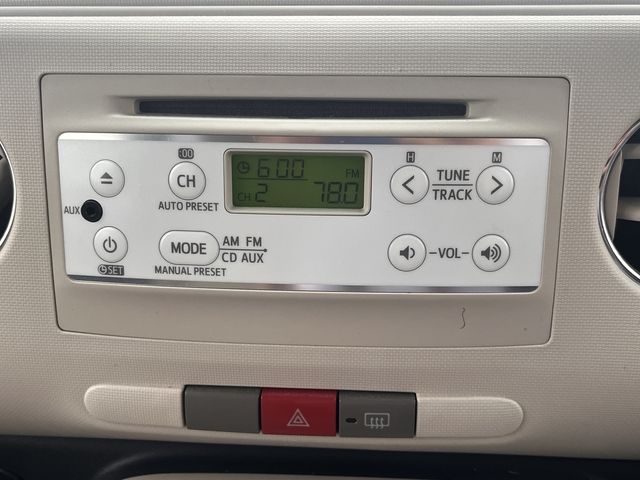 :00
CH
AUTO PRESET
6:00 FM
CH 2 78.0
H
M
TUNE
TRACK
AUX
SET
MODE
AM FM
CD AUX
MANUAL PRESET
-VOL-